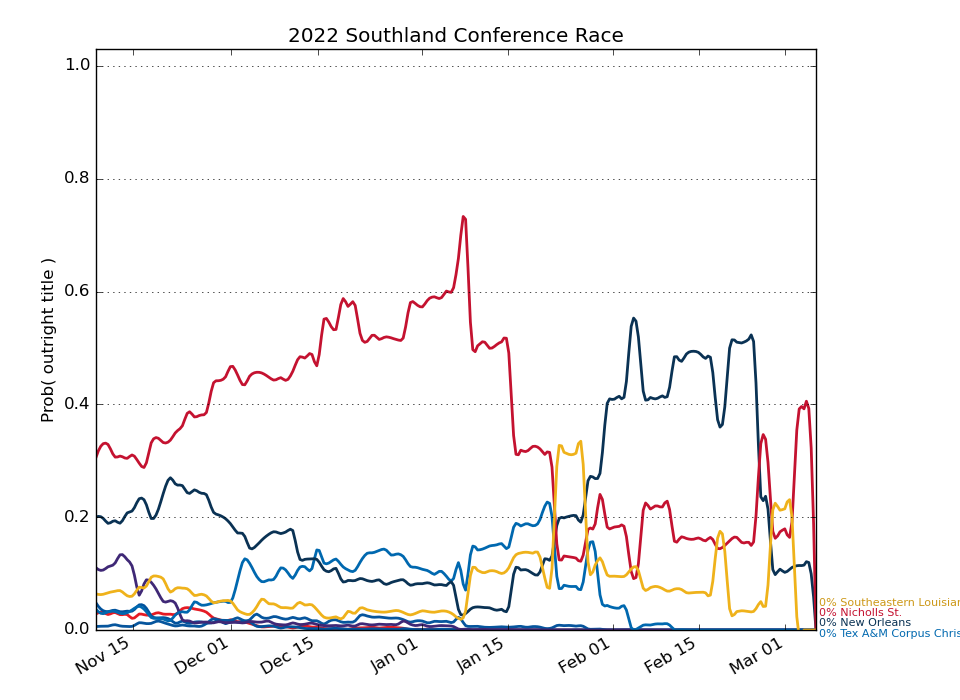 2022 Southland Conference Race
Prob( outright title )
1.0
0.8
0.6
0.4
0.2
0.0
Nov 15
Dec 01
Dec 15
Jan 01
Jan 15
Feb 01
Feb 15
Mar 01
0% Southeastern Louisian
0% Nicholls St.
0% New Orleans
0% Tex A&M Corpus Chris